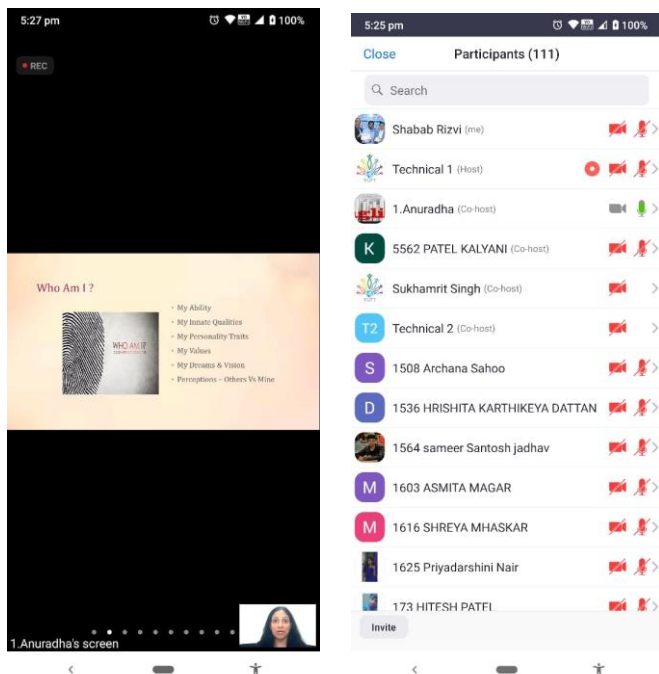 5:27 pm
100%
REC
Who Am I ?
- My Ability
- My Innate Qualities
- My Personality Traits
- My Values
- My Dreams & Vision
- Perceptions - Others Vs Mine
WHO AM I?
1.Anuradha's screen
5:25 pm
100%
Close
Participants (111)
Search
Shabab Rizvi (me)
Technical 1 (Host)
1.Anuradha (Co-host)
K
5562 PATEL KALYANI (Co-host)
Sukhamrit Singh (Co-host)
T2
Technical 2 (Co-host)
S
1508 Archana Sahoo
D
1536 HRISHITA KARTHIKEYA DATTAN
1564 sameer Santosh jadhav
M
1603 ASMITA MAGAR
M
1616 SHREYA MHASKAR
1625 Priyadarshini Nair
173 HITESH PATEL
Invite